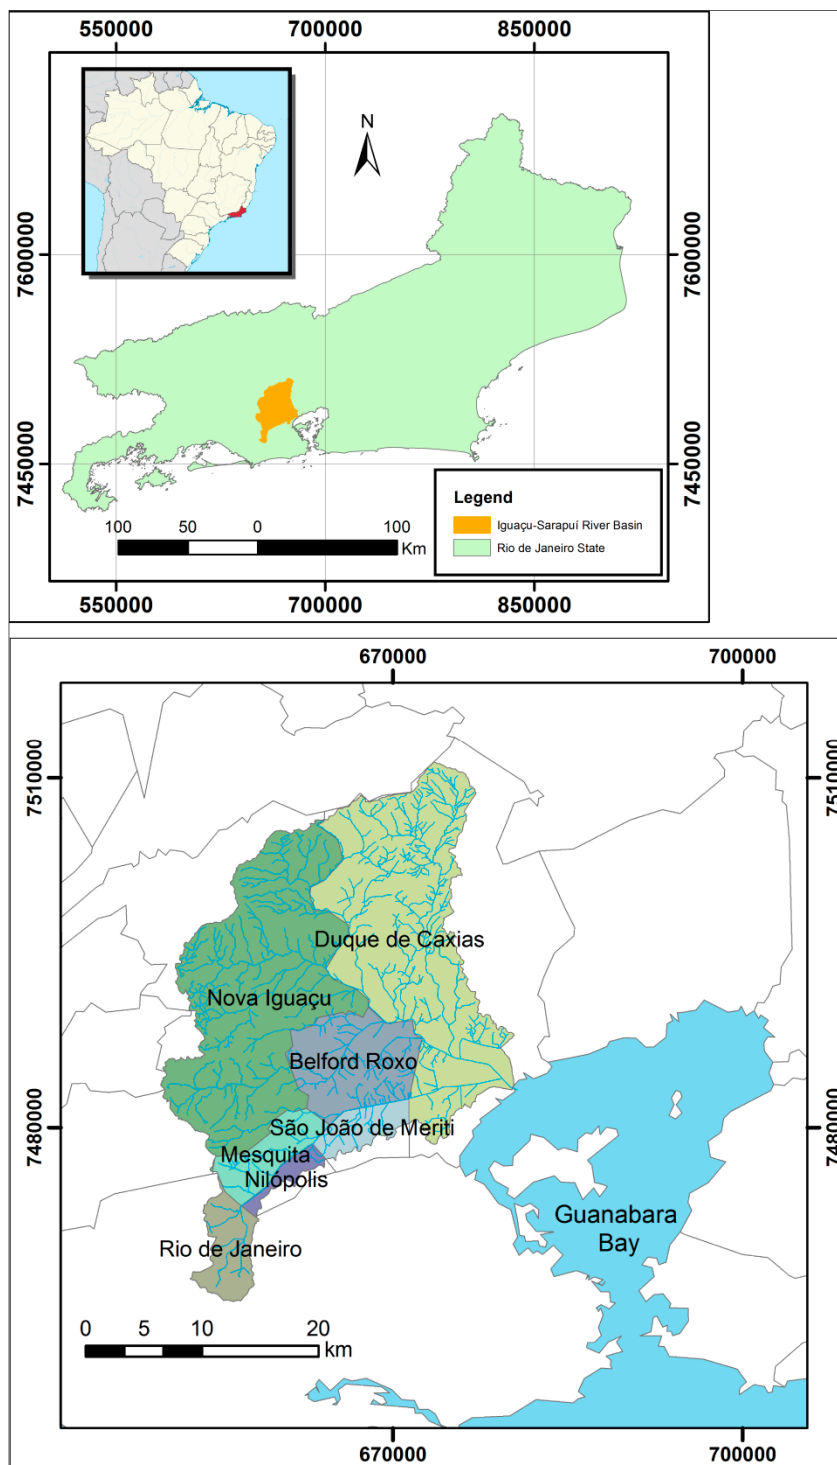 550000 700000 850000
N
7600000 7600000
7450000 7450000
Legend
Iguaçu-Sarapuí River Basin
Rio de Janeiro State
100 50 0 100
Km
550000 700000 850000
670000 700000
7510000 7510000
Duque de Caxias
Nova Iguaçu
Belford Roxo
7480000 7480000
São João de Meriti
Mesquita
Nilópolis
Guanabara
Bay
Rio de Janeiro
0 5 10 20
km
670000 700000